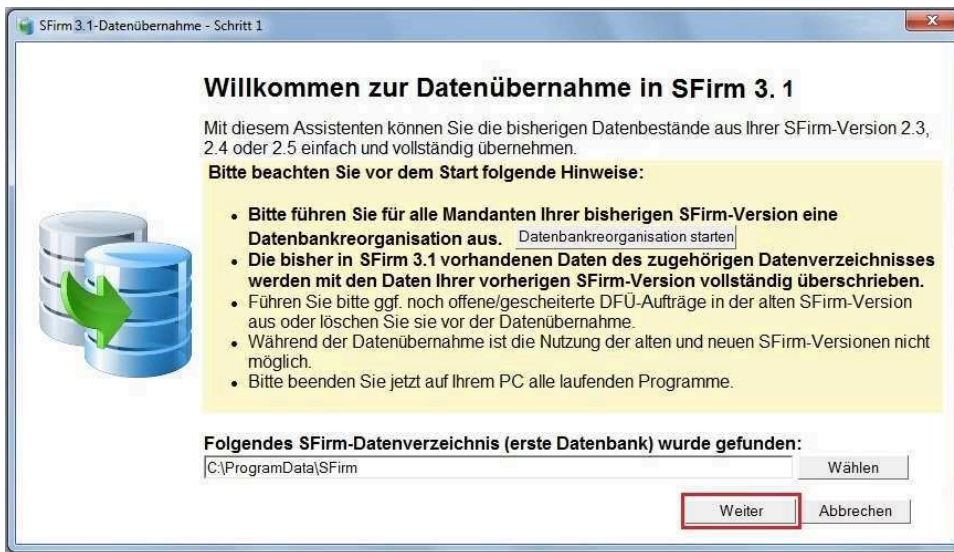 SFirm 3.1-Datenübernahme - Schritt 1
Willkommen zur Datenübernahme in SFirm 3. 1
Mit diesem Assistenten können Sie die bisherigen Datenbestände aus Ihrer SFirm-Version 2.3,
2.4 oder 2.5 einfach und vollständig übernehmen.
Bitte beachten Sie vor dem Start folgende Hinweise:
• Bitte führen Sie für alle Mandanten Ihrer bisherigen SFirm-Version eine
Datenbankreorganisation aus. Datenbankreorganisation starten
• Die bisher in SFirm 3.1 vorhandenen Daten des zugehörigen Datenverzeichnisses
werden mit den Daten Ihrer vorherigen SFirm-Version vollständig überschrieben.
• Führen Sie bitte ggf. noch offene/gescheiterte DFÜ-Aufträge in der alten SFirm-Version
aus oder löschen Sie sie vor der Datenübernahme.
• Während der Datenübernahme ist die Nutzung der alten und neuen SFirm-Versionen nicht
möglich.
• Bitte beenden Sie jetzt auf Ihrem PC alle laufenden Programme.
Folgendes SFirm-Datenverzeichnis (erste Datenbank) wurde gefunden:
C:\ProgramData\SFirm Wählen
Weiter Abbrechen